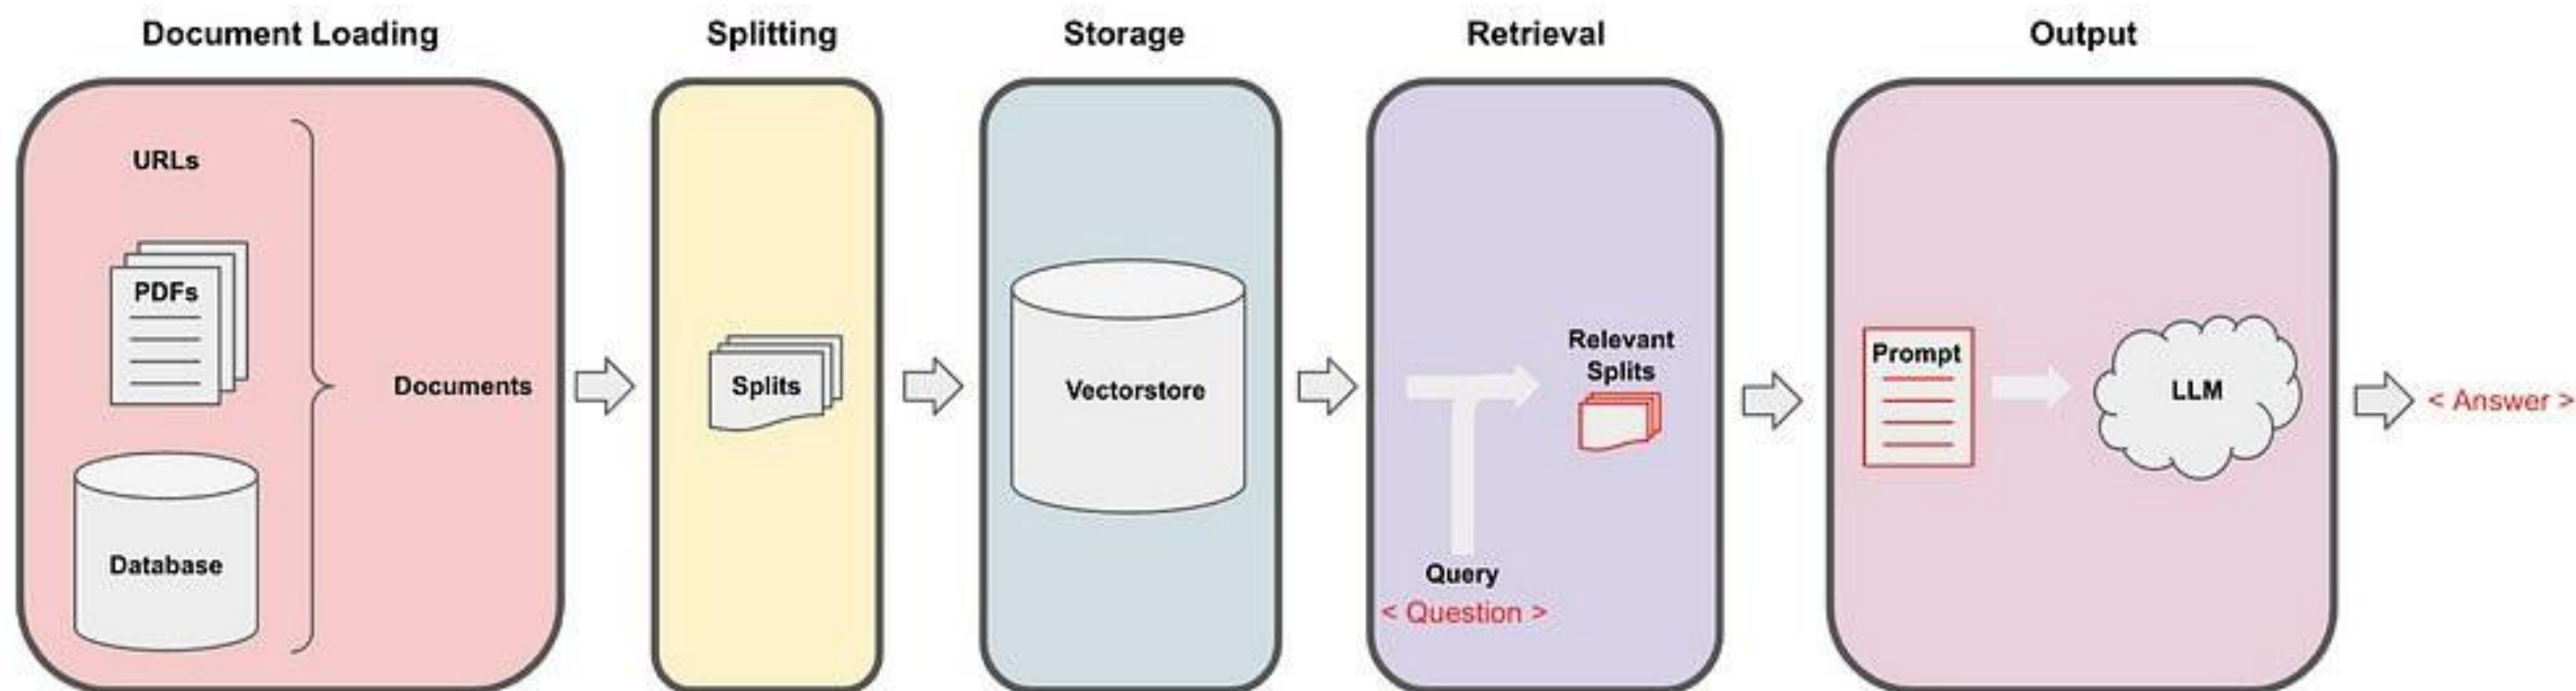 Document Loading
Splitting
Storage
Retrieval
Output
URLs
PDFs
Documents
Database
Splits
Vectorstore
Relevant
Splits
Query
< Question >
Prompt
LLM
< Answer >